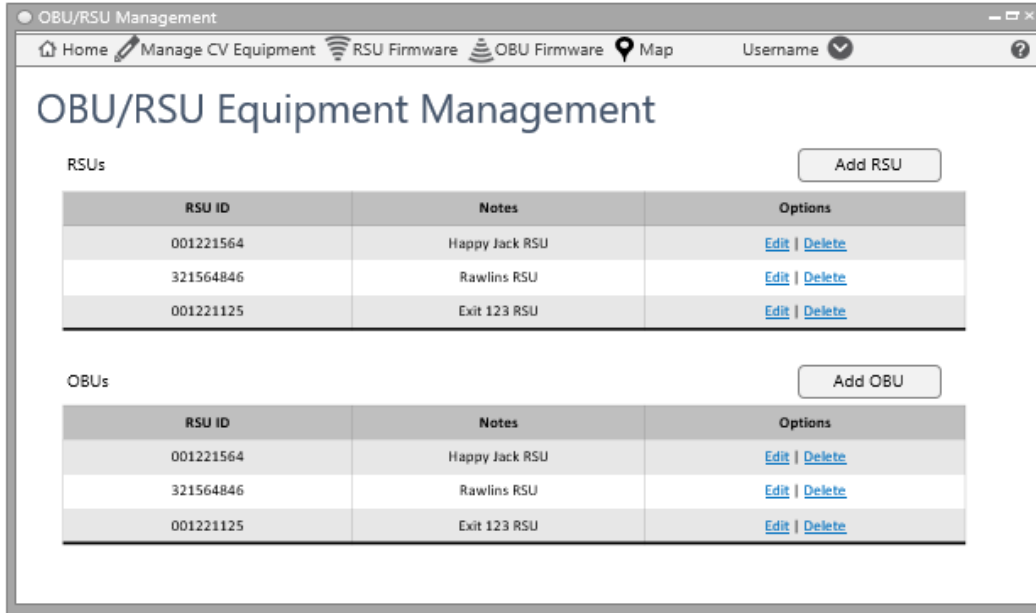 OBU/RSU Management
Home Manage CV Equipment RSU Firmware OBU Firmware Map Username ?
OBU/RSU Equipment Management
RSUs Add RSU
RSU ID Notes Options
001221564 Happy Jack RSU Edit | Delete
321564846 Rawlins RSU Edit | Delete
001221125 Exit 123 RSU Edit | Delete
OBUs Add OBU
RSU ID Notes Options
001221564 Happy Jack RSU Edit | Delete
321564846 Rawlins RSU Edit | Delete
001221125 Exit 123 RSU Edit | Delete